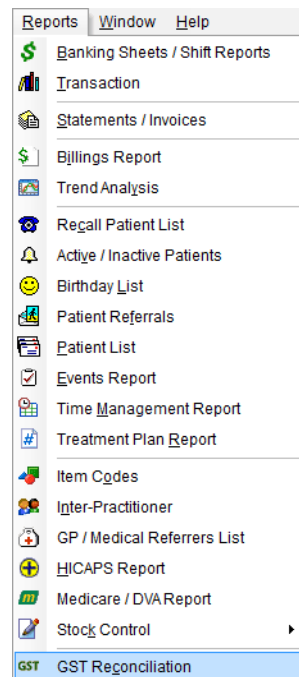 Reports Window Help
Banking Sheets / Shift Reports
Transaction
Statements / Invoices
$ Billings Report
Trend Analysis
Recall Patient List
Active / Inactive Patients
Birthday List
Patient Referrals
Patient List
Events Report
Time Management Report
# Treatment Plan Report
Item Codes
Inter-Practitioner
GP / Medical Referrers List
HICAPS Report
m Medicare / DVA Report
Stock Control
GST GST Reconciliation